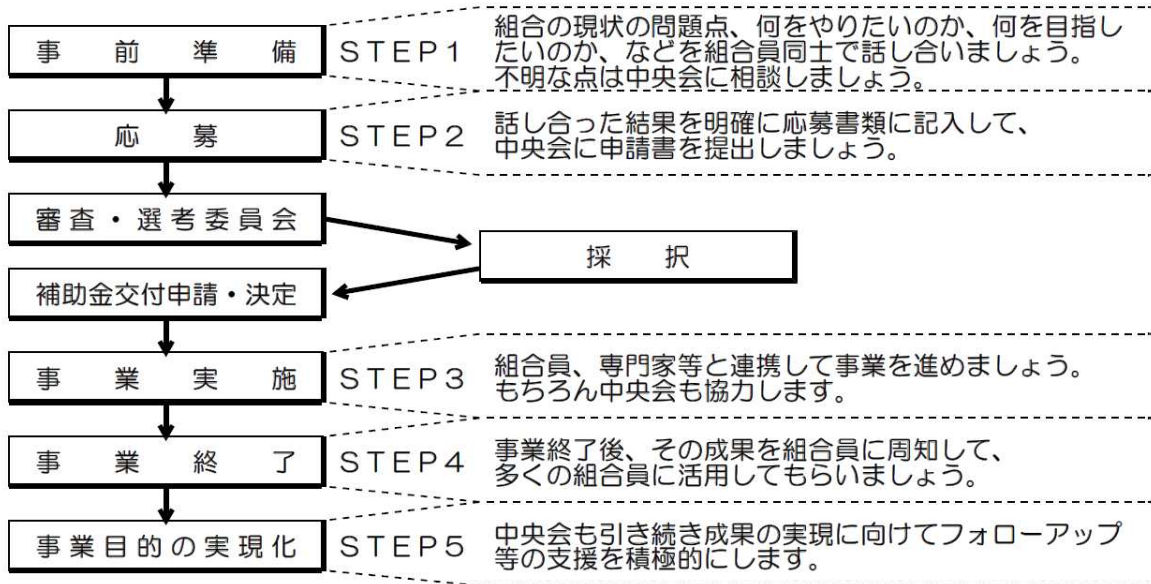 事前準備
STEP1
組合の現状の問題点、何をやりたいのか、何を目指し
たいのか、などを組合員同士で話し合いましょう。
不明な点は中央会に相談しましょう。
応募
STEP2
話し合った結果を明確に応募書類に記入して、
中央会に申請書を提出しましょう。
審査・選考委員会
採択
補助金交付申請・決定
事業実施
STEP3
組合員、専門家等と連携して事業を進めましょう。
もちろん中央会も協力します。
事業終了
STEP4
事業終了後、その成果を組合員に周知して、
多くの組合員に活用してもらいましょう。
事業目的の実現化
STEP5
中央会も引き続き成果の実現に向けてフォローアップ
等の支援を積極的にします。